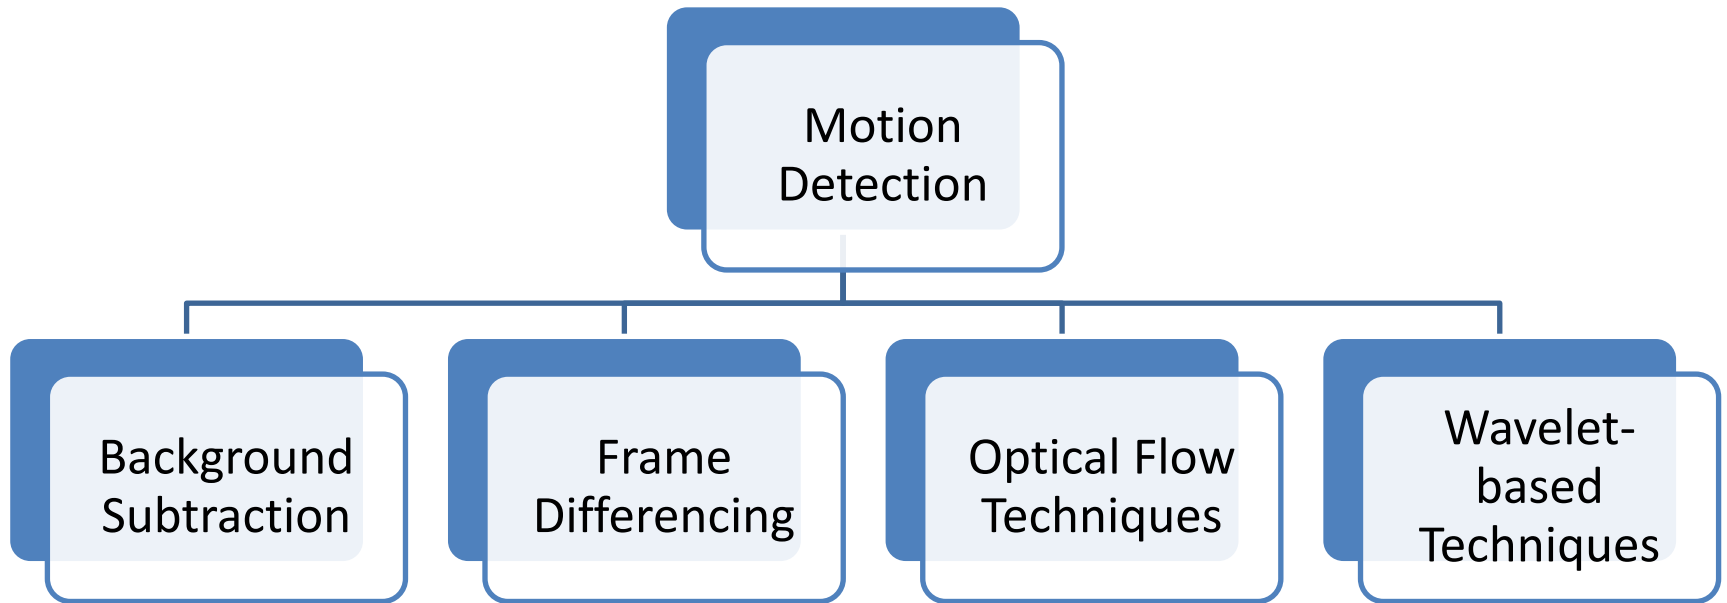 Motion
Detection
Background
Subtraction
Frame
Differencing
Optical Flow
Techniques
Wavelet-
based
Techniques